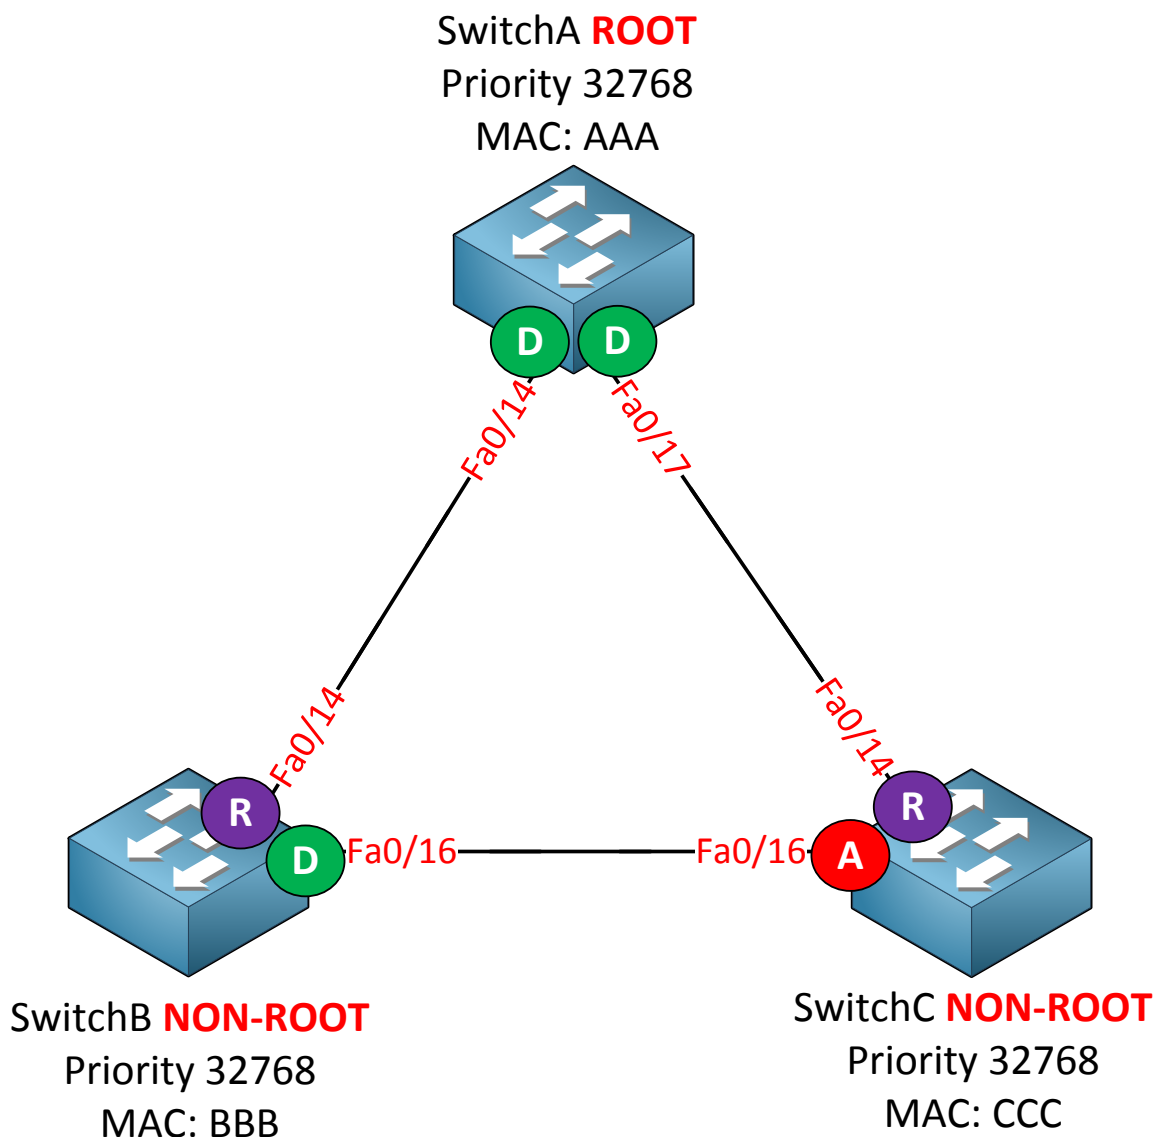 SwitchA ROOT
Priority 32768
MAC: AAA
D
D
Fa0/14
Fa0/17
Fa0/14
Fa0/14
R
R
D
Fa0/16
Fa0/16
A
SwitchB NON-ROOT
Priority 32768
MAC: BBB
SwitchC NON-ROOT
Priority 32768
MAC: CCC